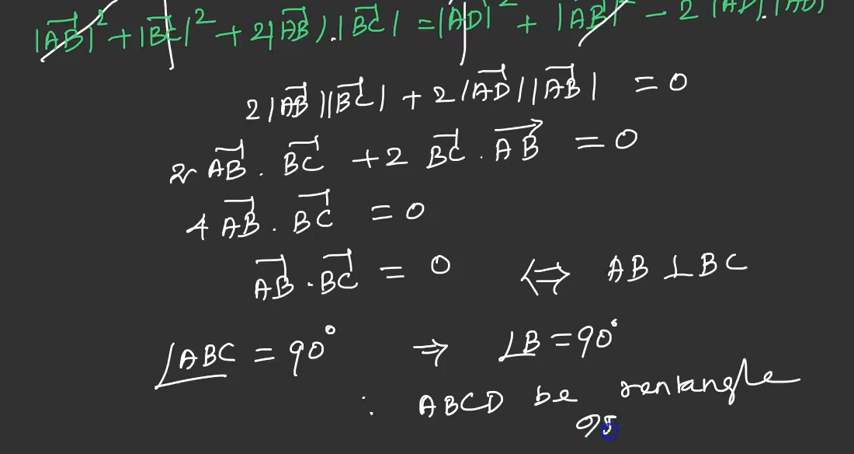 |AB|² + |BC|² + 2|AB|.|BC| = |AD|² + |AB|² - 2|AD|.|AD|
2|AB||BC| + 2|AD||AB| = 0
2 AB . BC + 2 BC . AB = 0
4 AB . BC = 0
AB . BC = 0 ⇔ AB ⊥ BC
∠ABC = 90° ⇒ ∠B = 90°
∴ ABCD be rentangle